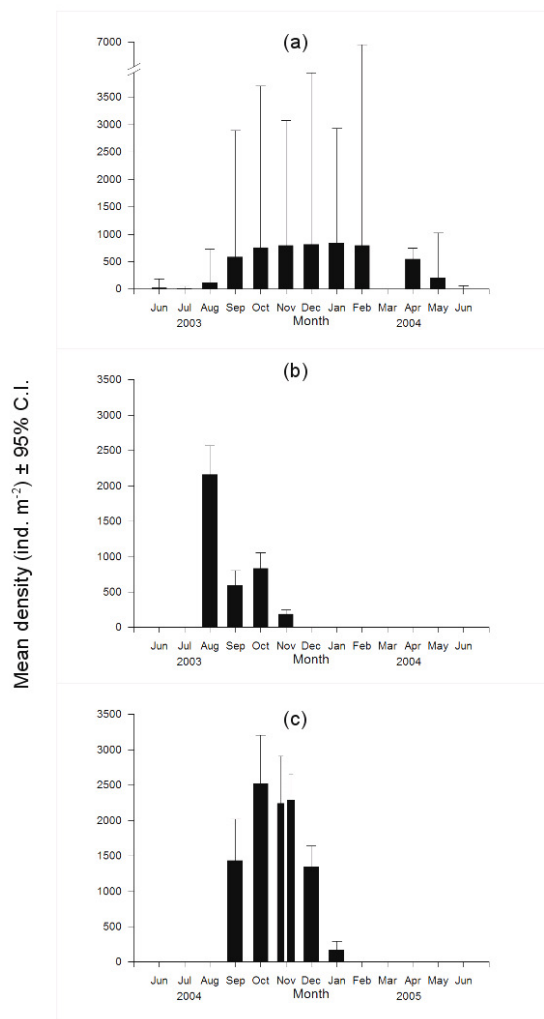 Mean density (ind. m-2) ± 95% C.I.
(a)
7000
3500
3000
2500
2000
1500
1000
500
0
Jun Jul Aug Sep Oct Nov Dec Jan Feb Mar Apr May Jun
2003 Month 2004
(b)
3500
3000
2500
2000
1500
1000
500
0
Jun Jul Aug Sep Oct Nov Dec Jan Feb Mar Apr May Jun
2003 Month 2004
(c)
3500
3000
2500
2000
1500
1000
500
0
Jun Jul Aug Sep Oct Nov Dec Jan Feb Mar Apr May Jun
2004 Month 2005